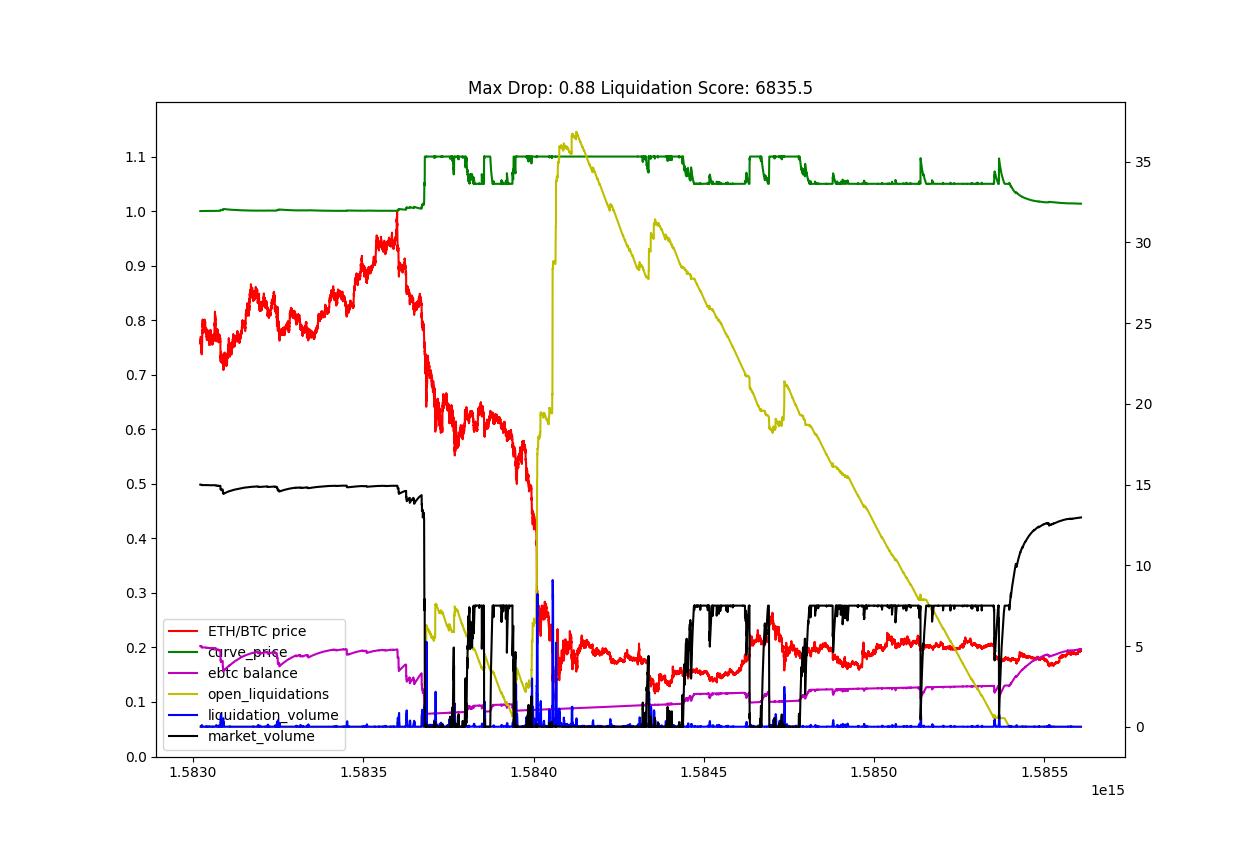 Max Drop: 0.88 Liquidation Score: 6835.5
1.1
1.0
0.9
0.8
0.7
0.6
0.5
0.4
0.3
0.2
0.1
0.0
35
30
25
20
15
10
5
0
ETH/BTC price
curve_price
ebtc balance
open_liquidations
liquidation_volume
market_volume
1.5830 1.5835 1.5840 1.5845 1.5850 1.5855
1e15